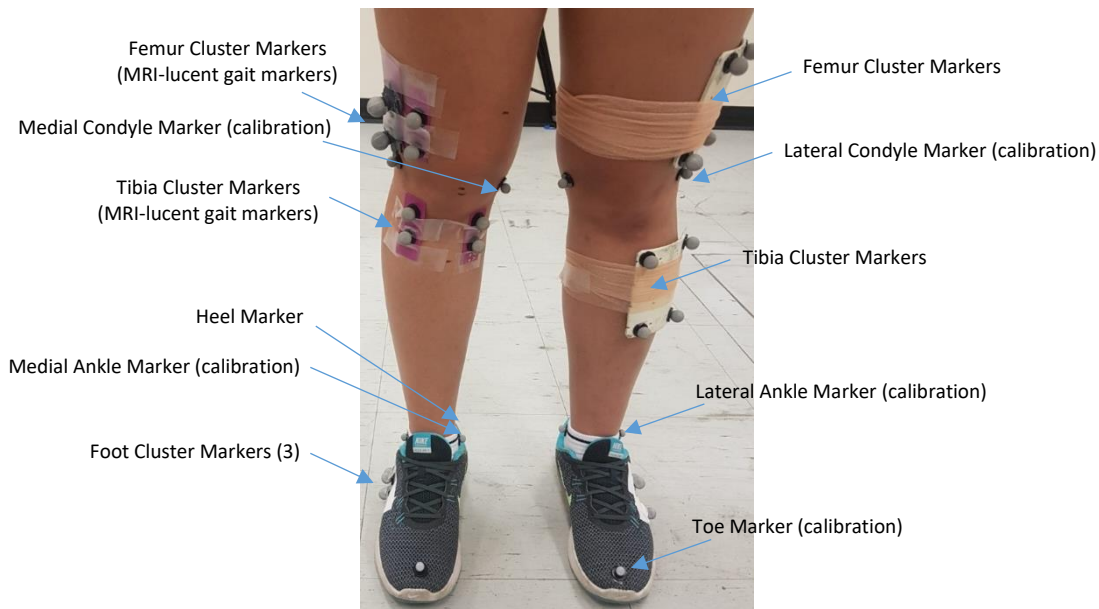 Femur Cluster Markers
(MRI-lucent gait markers)
Medial Condyle Marker (calibration)
Tibia Cluster Markers
(MRI-lucent gait markers)
Heel Marker
Medial Ankle Marker (calibration)
Foot Cluster Markers (3)
Femur Cluster Markers
Lateral Condyle Marker (calibration)
Tibia Cluster Markers
Lateral Ankle Marker (calibration)
Toe Marker (calibration)